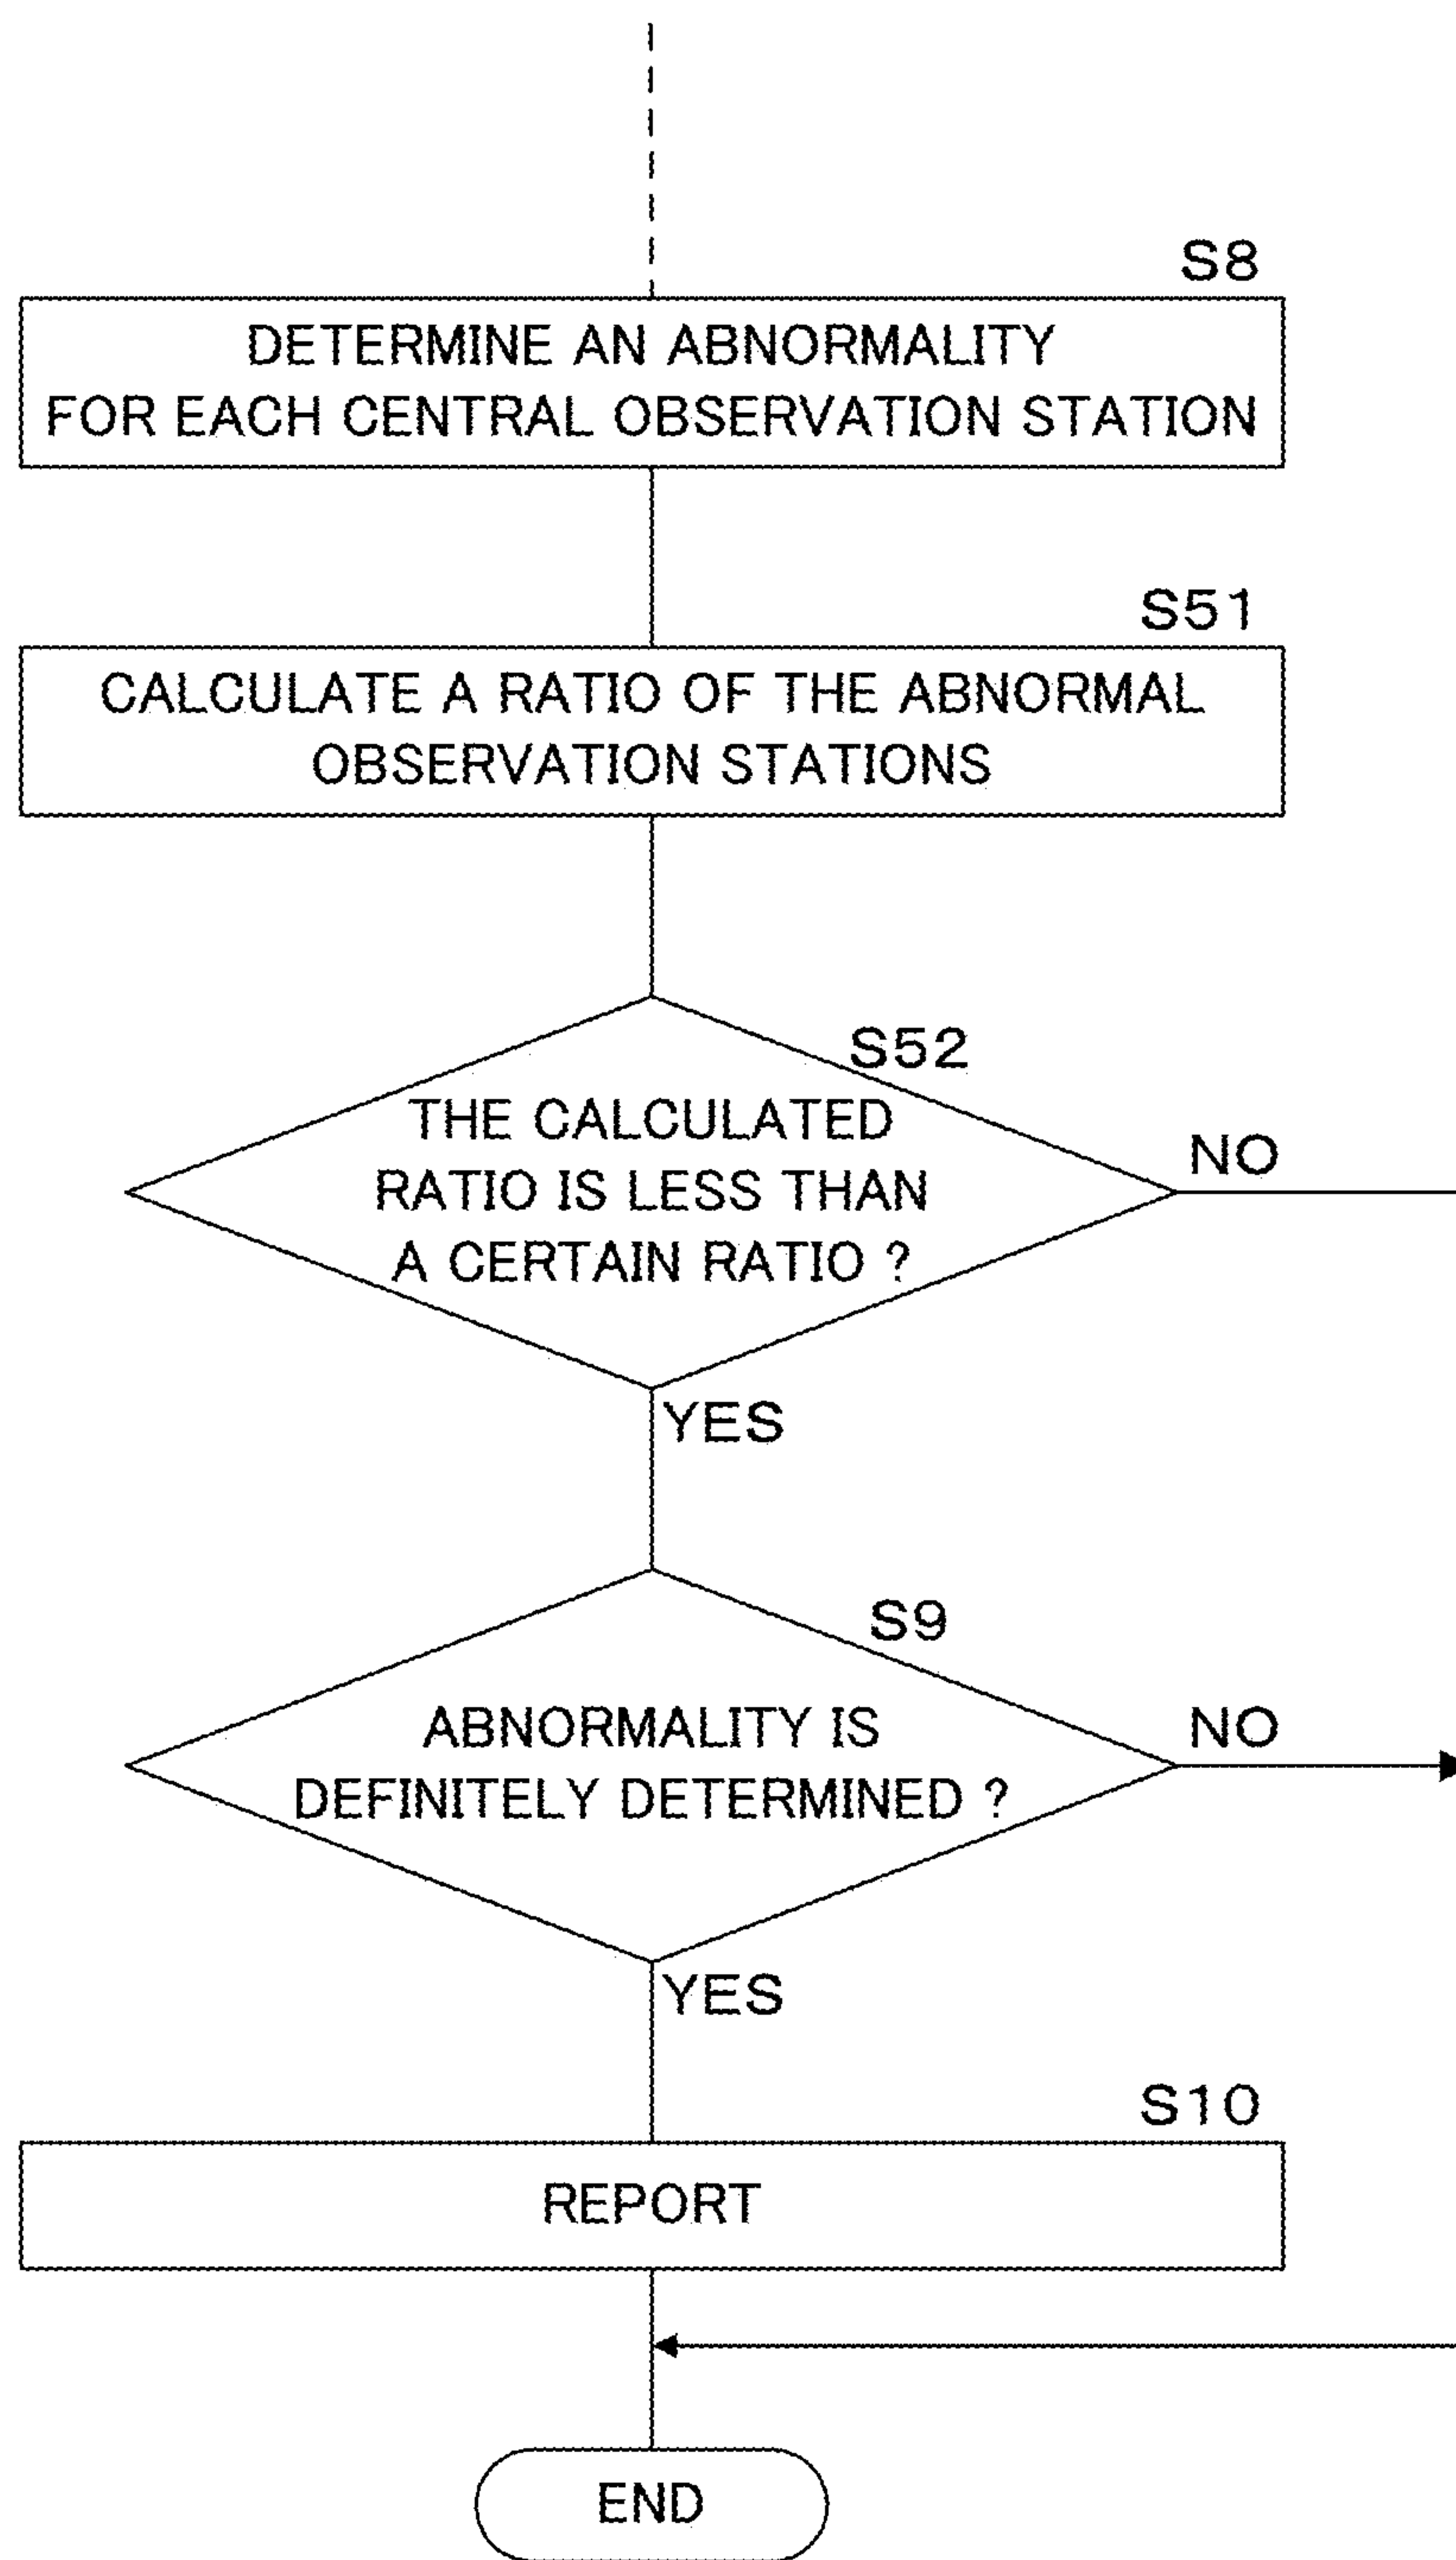 S8
DETERMINE AN ABNORMALITY
FOR EACH CENTRAL OBSERVATION STATION
S51
CALCULATE A RATIO OF THE ABNORMAL
OBSERVATION STATIONS
S52
THE CALCULATED
RATIO IS LESS THAN
A CERTAIN RATIO ?
NO
YES
S9
ABNORMALITY IS
DEFINITELY DETERMINED ?
NO
YES
S10
REPORT
END